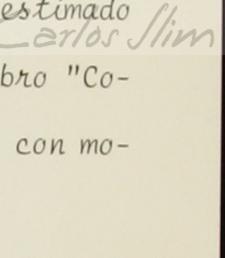 estimado
Carlos Slim
bro "Co-
con mo-